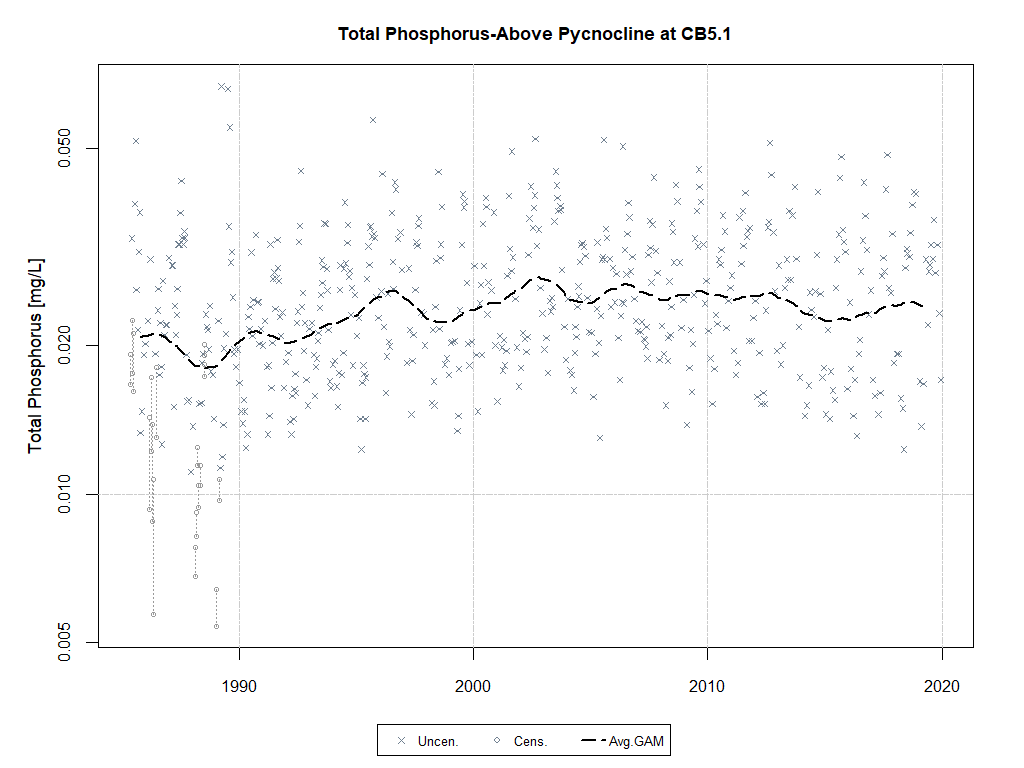 Total Phosphorus-Above Pycnocline at CB5.1
Total Phosphorus [mg/L]
0.050
0.020
0.010
0.005
1990 2000 2010 2020
Uncen. Cens. Avg.GAM